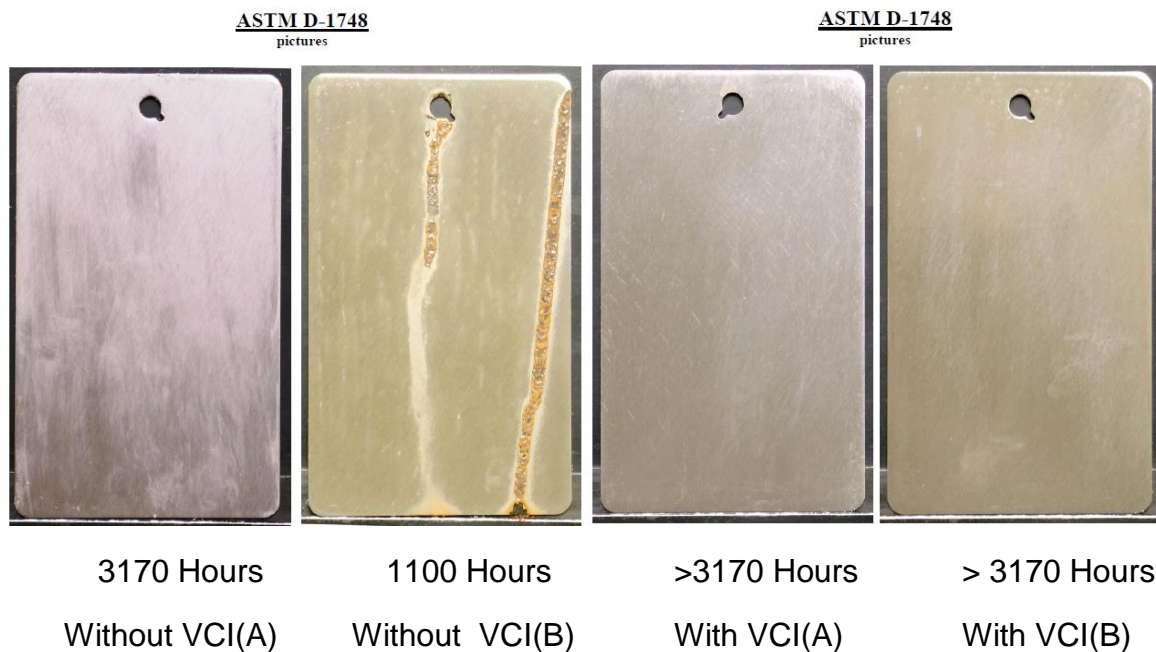 ASTM D-1748
pictures
ASTM D-1748
pictures
3170 Hours
1100 Hours
>3170 Hours
> 3170 Hours
Without VCI(A)
Without VCI(B)
With VCI(A)
With VCI(B)